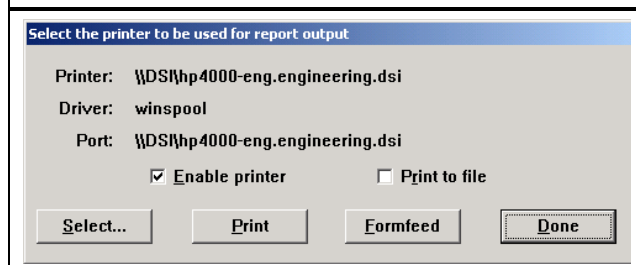 Select the printer to be used for report output
Printer: \\DSI\hp4000-eng.engineering.dsi
Driver: winspool
Port: \\DSI\hp4000-eng.engineering.dsi
Enable printer Print to file
Select... Print Formfeed Done